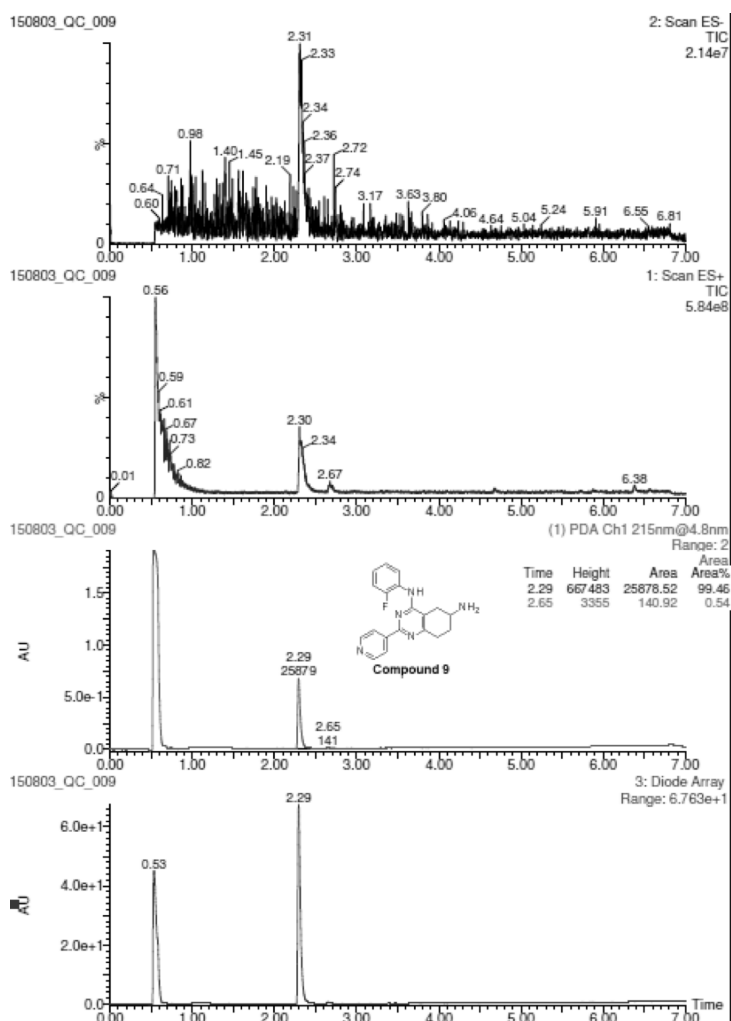 150803_QC_009
2: Scan ES-
TIC
2.14e7
2.31
2.33
2.34
2.36
2.37
2.72
2.74
0.98
1.40
1.45
2.19
0.71
0.64
0.60
3.17
3.63
3.80
4.06
4.64
5.04
5.24
5.91
6.55
6.81
%
0
0.00 1.00 2.00 3.00 4.00 5.00 6.00 7.00
150803_QC_009
1: Scan ES+
TIC
5.84e8
0.56
0.59
0.61
0.67
0.73
0.82
0.01
2.30
2.34
2.67
6.38
%
0
0.00 1.00 2.00 3.00 4.00 5.00 6.00 7.00
150803_QC_009
(1) PDA Ch1 215nm@4.8nm
Range: 2
Area
Time Height Area Area%
2.29 667483 25878.52 99.46
2.65 3355 140.92 0.54
NH
F
N
NH2
N
N
Compound 9
AU
1.5
1.0
5.0e-1
0.0
2.29
25879
2.65
141
0.00 1.00 2.00 3.00 4.00 5.00 6.00 7.00
150803_QC_009
3: Diode Array
Range: 6.763e+1
2.29
0.53
AU
6.0e+1
4.0e+1
2.0e+1
0.0
Time
0.00 1.00 2.00 3.00 4.00 5.00 6.00 7.00